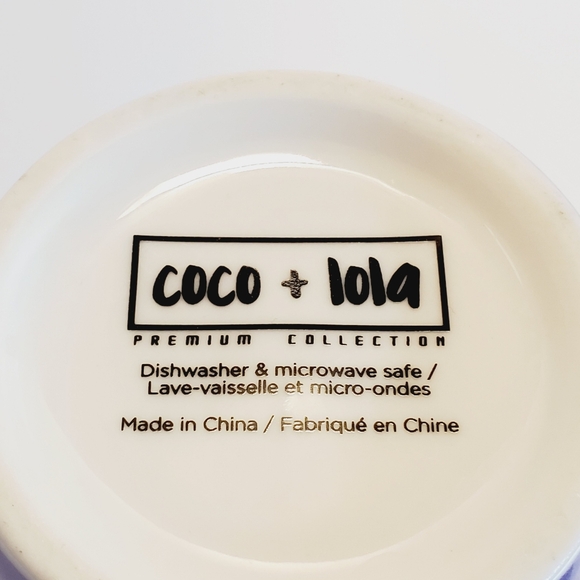 coco + lola
PREMIUM COLLECTION
Dishwasher & microwave safe /
Lave-vaisselle et micro-ondes
Made in China / Fabriqué en Chine